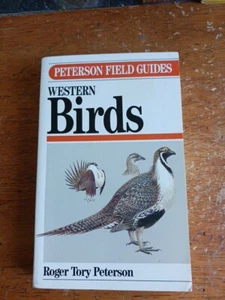 PETERSON FIELD GUIDES
WESTERN
Birds
Roger Tory Peterson